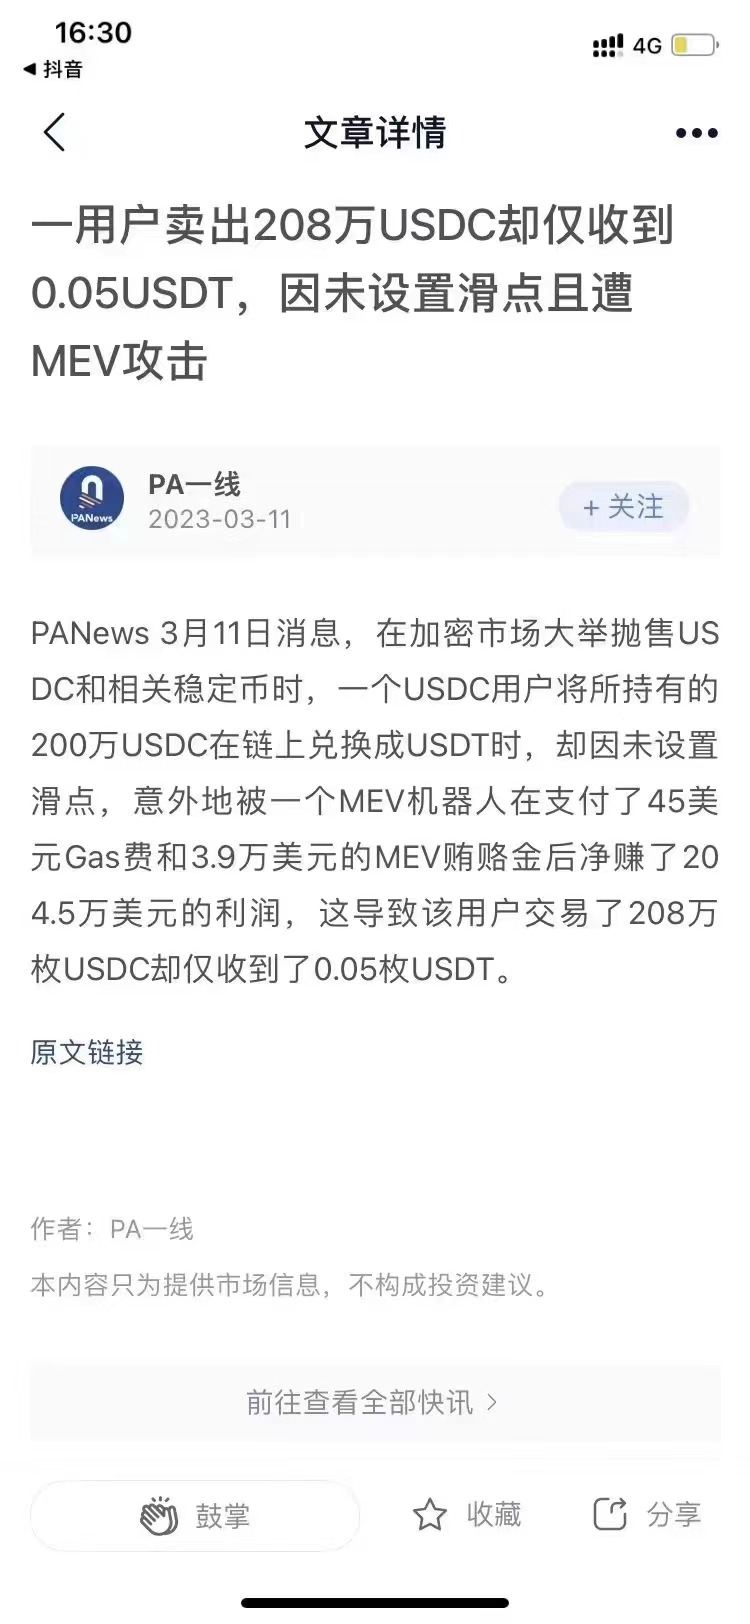 16:30
4G
◀ 抖音
文章详情
一用户卖出208万USDC却仅收到
0.05USDT，因未设置滑点且遭
MEV攻击
PANews
PA一线
2023-03-11
+ 关注
PANews 3月11日消息，在加密市场大举抛售US
DC和相关稳定币时，一个USDC用户将所持有的
200万USDC在链上兑换成USDT时，却因未设置
滑点，意外地被一个MEV机器人在支付了45美
元Gas费和3.9万美元的MEV贿赂金后净赚了20
4.5万美元的利润，这导致该用户交易了208万
枚USDC却仅收到了0.05枚USDT。
原文链接
作者：PA一线
本内容只为提供市场信息，不构成投资建议。
前往查看全部快讯 >
鼓掌
收藏
分享